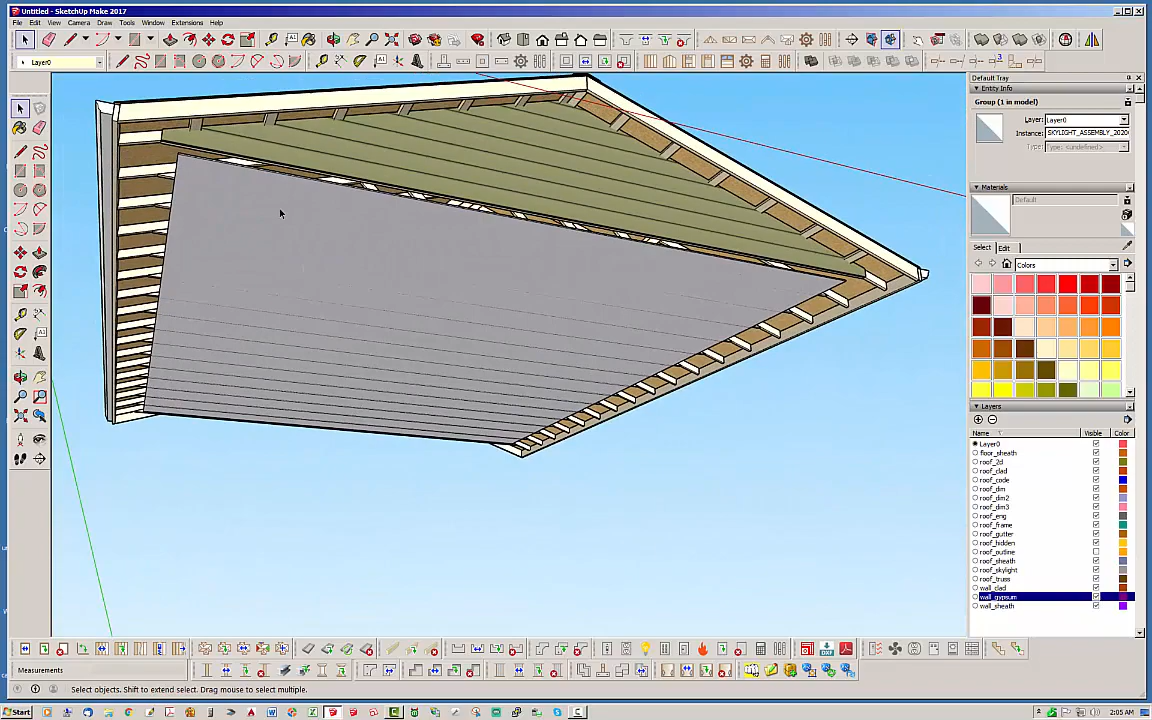 Untitled - SketchUp Make 2017
File Edit View Camera Draw Tools Window Extensions Help
Layer0
Default Tray
Entity Info
Group (1 in model)
Layer: Layer0
Instance: SKYLIGHT_ASSEMBLY_2020
Type: Type: <undefined>
Materials
Default
Select Edit
Colors
Layers
Name Visible Color
Layer0
floor_sheath
roof_2d
roof_clad
roof_code
roof_dim
roof_dim2
roof_dim3
roof_eng
roof_frame
roof_gutter
roof_hidden
roof_outline
roof_sheath
roof_skylight
roof_truss
wall_clad
wall_gypsum
wall_sheath
Measurements
Select objects. Shift to extend select. Drag mouse to select multiple.
Start
2:05 AM